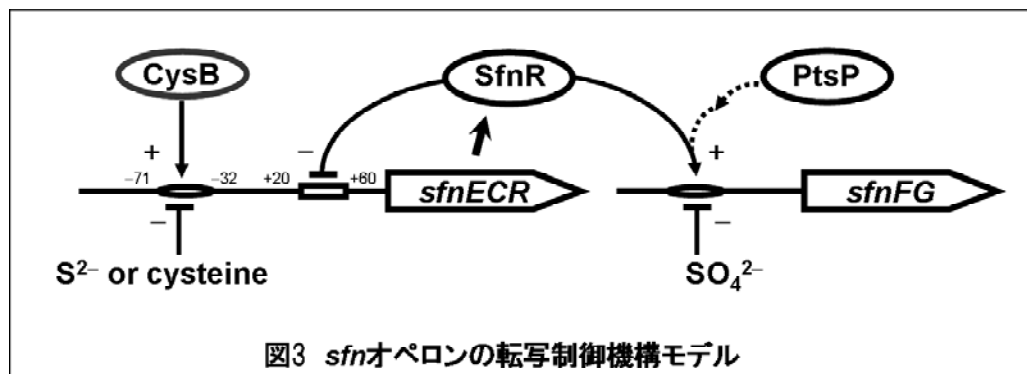 CysB SfnR PtsP
+ − +
−71 −32 +20 +60 sfnECR sfnFG
− −
S²⁻ or cysteine SO₄²⁻
図3 sfnオペロンの転写制御機構モデル